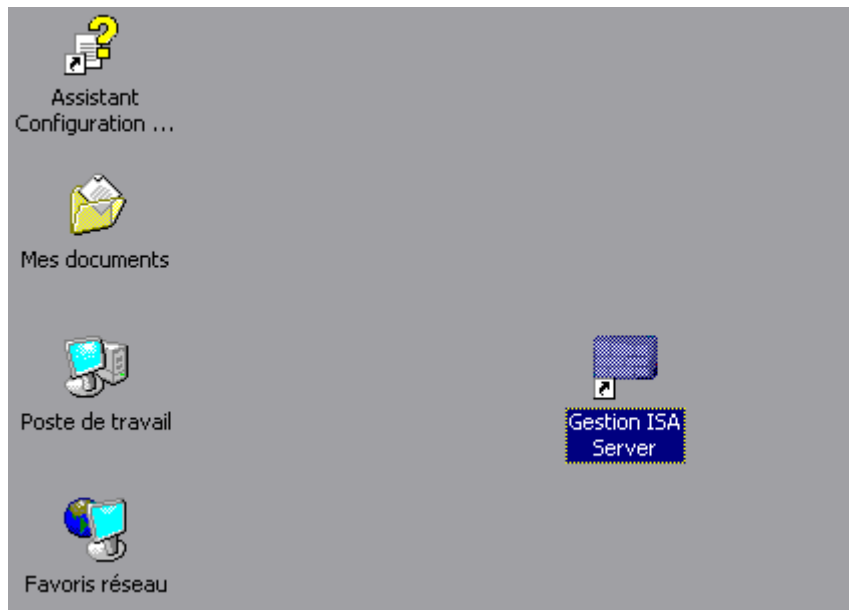 Assistant
Configuration ...
Mes documents
Poste de travail
Gestion ISA
Server
Favoris réseau